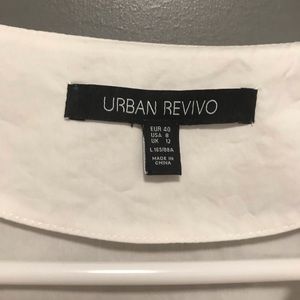 URBAN REVIVO
EUR 40
USA 8
UK 12
L 165/88A
MADE IN
CHINA